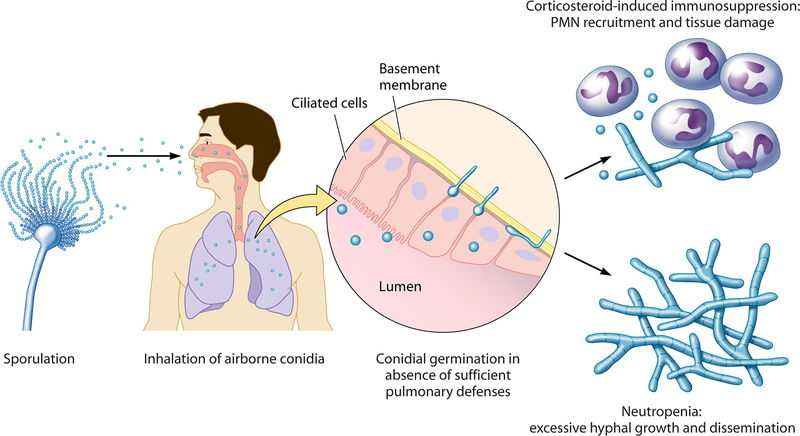 Corticosteroid-induced immunosuppression:
PMN recruitment and tissue damage
Basement
membrane
Ciliated cells
Lumen
Sporulation
Inhalation of airborne conidia
Conidial germination in
absence of sufficient
pulmonary defenses
Neutropenia:
excessive hyphal growth and dissemination